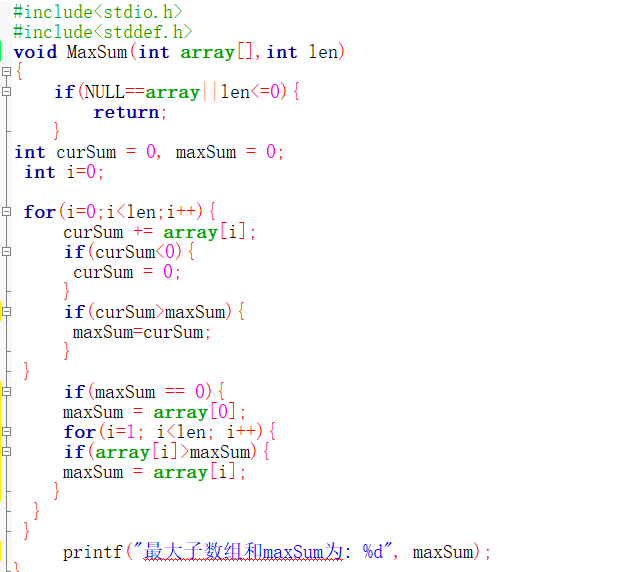 #include<stdio.h>
#include<stddef.h>
void MaxSum(int array[],int len)
{
    if(NULL==array||len<=0){
        return;
    }
int curSum = 0, maxSum = 0;
 int i=0;

 for(i=0;i<len;i++){
     curSum += array[i];
     if(curSum<0){
      curSum = 0;
     }
     if(curSum>maxSum){
      maxSum=curSum;
     }
 }
     if(maxSum == 0){
     maxSum = array[0];
     for(i=1; i<len; i++){
     if(array[i]>maxSum){
     maxSum = array[i];
    }
  }
 }
     printf("最大子数组和maxSum为: %d", maxSum);
}